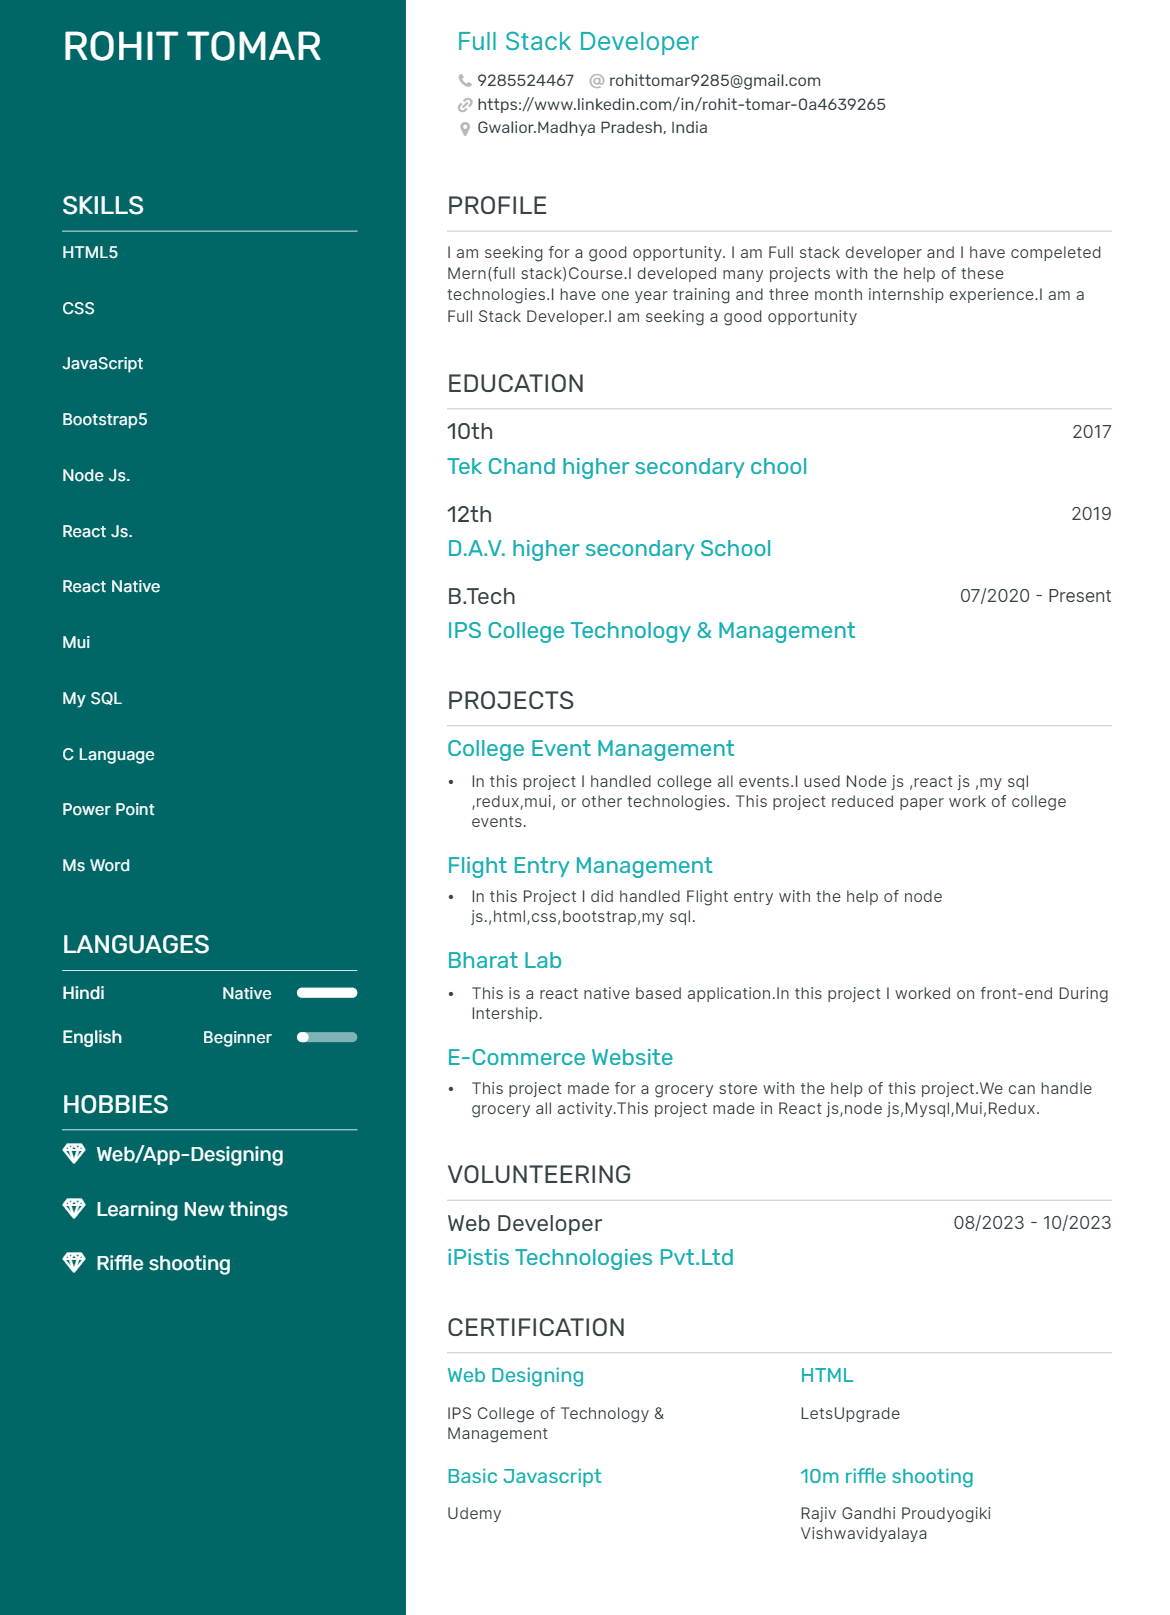 ROHIT TOMAR
SKILLS
HTML5
CSS
JavaScript
Bootstrap5
Node Js.
React Js.
React Native
Mui
My SQL
C Language
Power Point
Ms Word
LANGUAGES
Hindi Native
English Beginner
HOBBIES
Web/App-Designing
Learning New things
Riffle shooting
Full Stack Developer
9285524467 @ rohittomar9285@gmail.com
https://www.linkedin.com/in/rohit-tomar-0a4639265
Gwalior.Madhya Pradesh, India
PROFILE
I am seeking for a good opportunity. I am Full stack developer and I have compeleted
Mern(full stack)Course.I developed many projects with the help of these
technologies.I have one year training and three month internship experience.I am a
Full Stack Developer.I am seeking a good opportunity
EDUCATION
10th 2017
Tek Chand higher secondary chool
12th 2019
D.A.V. higher secondary School
B.Tech 07/2020 - Present
IPS College Technology & Management
PROJECTS
College Event Management
• In this project I handled college all events.I used Node js ,react js ,my sql
,redux,mui, or other technologies. This project reduced paper work of college
events.
Flight Entry Management
• In this Project I did handled Flight entry with the help of node
js.,html,css,bootstrap,my sql.
Bharat Lab
• This is a react native based application.In this project I worked on front-end During
Intership.
E-Commerce Website
• This project made for a grocery store with the help of this project.We can handle
grocery all activity.This project made in React js,node js,Mysql,Mui,Redux.
VOLUNTEERING
Web Developer 08/2023 - 10/2023
iPistis Technologies Pvt.Ltd
CERTIFICATION
Web Designing
IPS College of Technology &
Management
HTML
LetsUpgrade
Basic Javascript
Udemy
10m riffle shooting
Rajiv Gandhi Proudyogiki
Vishwavidyalaya